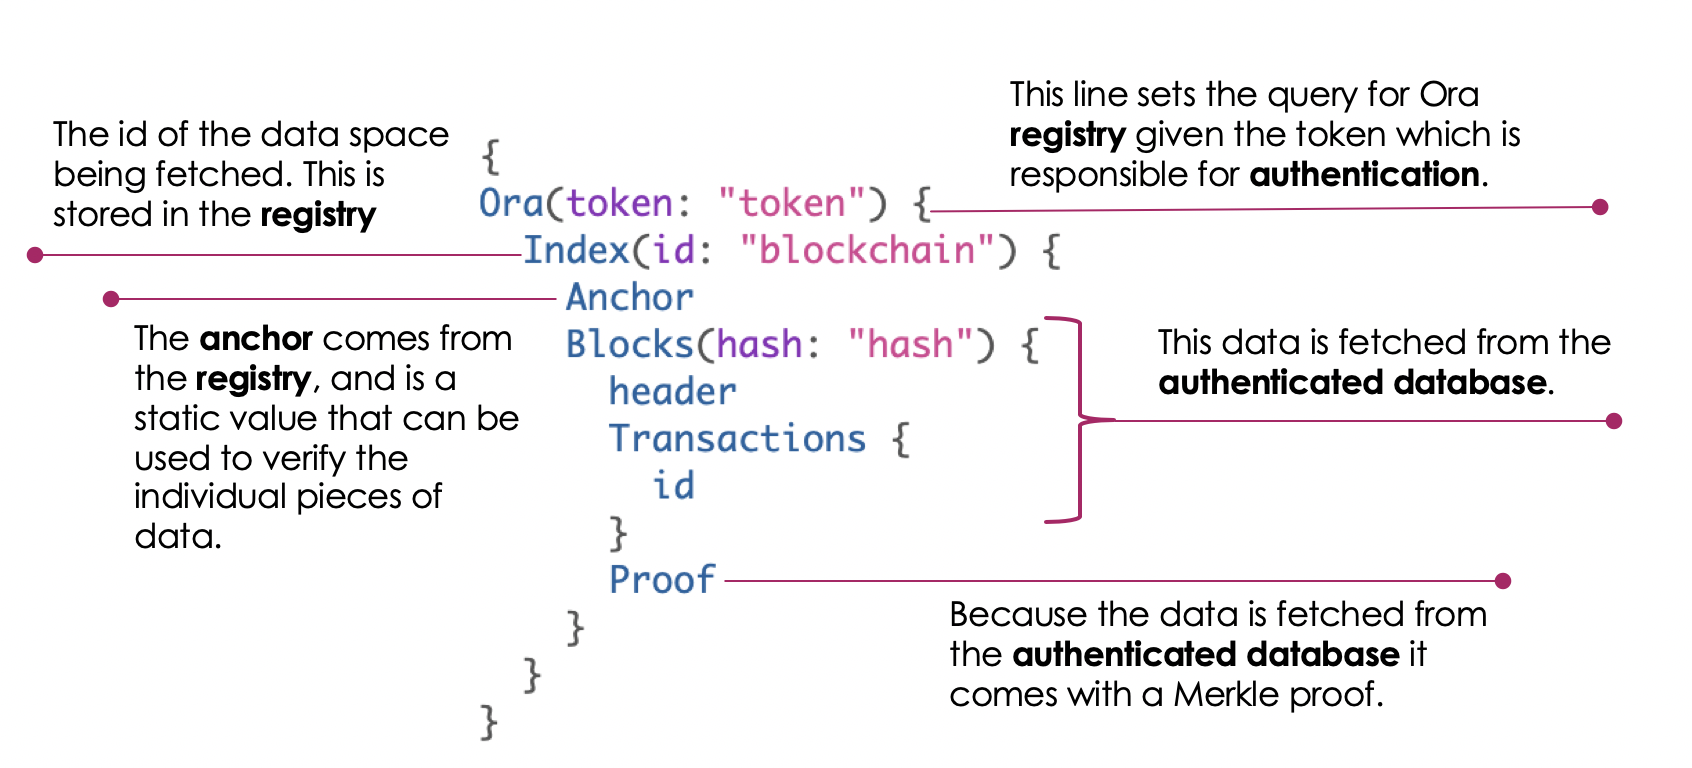 This line sets the query for Ora
registry given the token which is
responsible for authentication.
The id of the data space
being fetched. This is
stored in the registry
{
Ora(token: "token") {
Index(id: "blockchain") {
Anchor
Blocks(hash: "hash") {
header
Transactions {
id
}
Proof
}
}
}
The anchor comes from
the registry, and is a
static value that can be
used to verify the
individual pieces of
data.
This data is fetched from the
authenticated database.
Because the data is fetched from
the authenticated database it
comes with a Merkle proof.